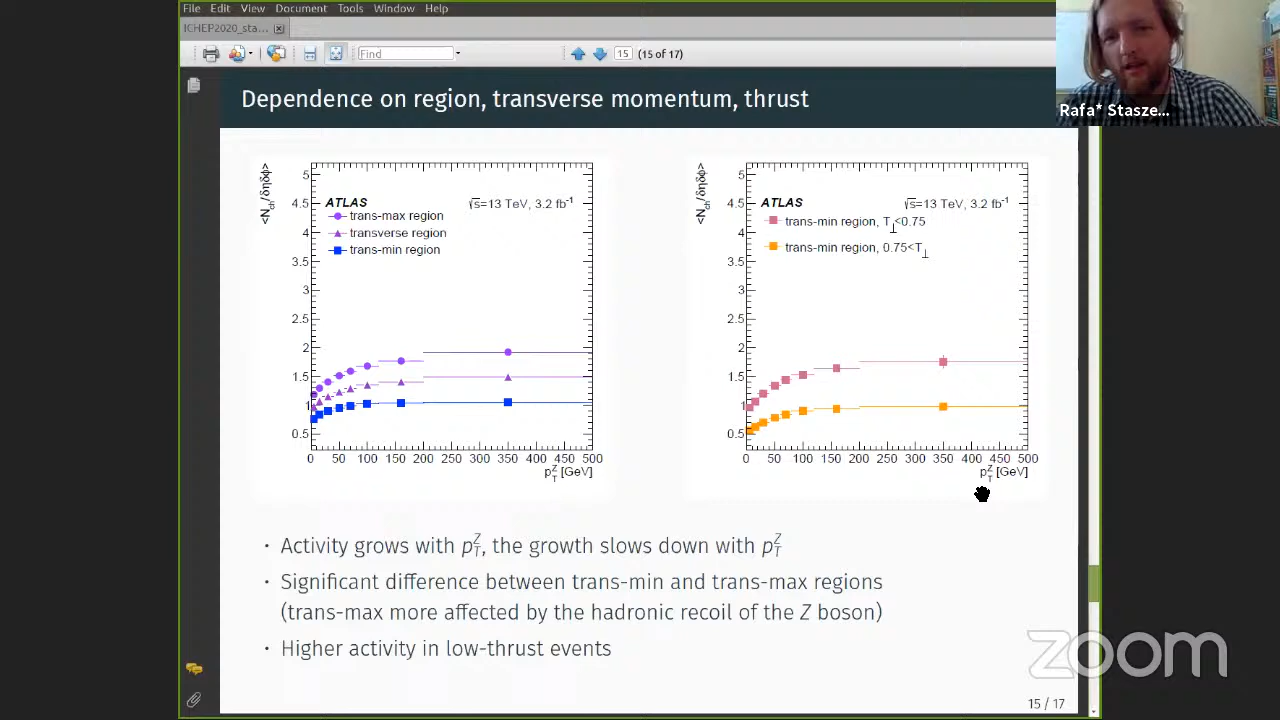 File Edit View Document Tools Window Help
ICHEP2020_sta...
Find
15 (15 of 17)
Rafa* Stasze...
Dependence on region, transverse momentum, thrust
<N_ch/δηδϕ>
5
4.5
4
3.5
3
2.5
2
1.5
1
0.5
ATLAS
√s=13 TeV, 3.2 fb⁻¹
trans-max region
transverse region
trans-min region
0 50 100 150 200 250 300 350 400 450 500
p_T^Z [GeV]
<N_ch/δηδϕ>
5
4.5
4
3.5
3
2.5
2
1.5
1
0.5
ATLAS
√s=13 TeV, 3.2 fb⁻¹
trans-min region, T⊥<0.75
trans-min region, 0.75<T⊥
0 50 100 150 200 250 300 350 400 450 500
p_T^Z [GeV]
· Activity grows with p_T^Z, the growth slows down with p_T^Z
· Significant difference between trans-min and trans-max regions
(trans-max more affected by the hadronic recoil of the Z boson)
· Higher activity in low-thrust events
zoom
15 / 17